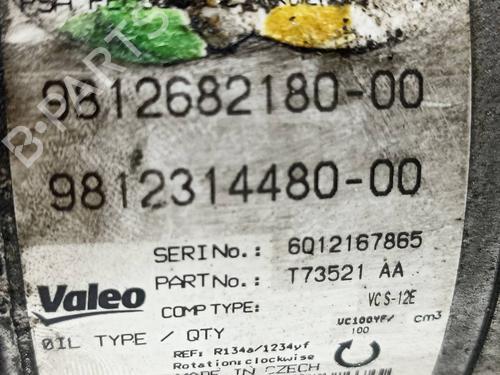 9812682180-00
9812314480-00
SERI No.: 6Q12167865
PART No.: T73521 AA
Valeo
COMP TYPE: VC S-12E
OIL TYPE / QTY VC100YF/ 100 cm3
REF: R134a/1234yf
Rotation:clockwise
MADE IN CZECH
B-PARTS